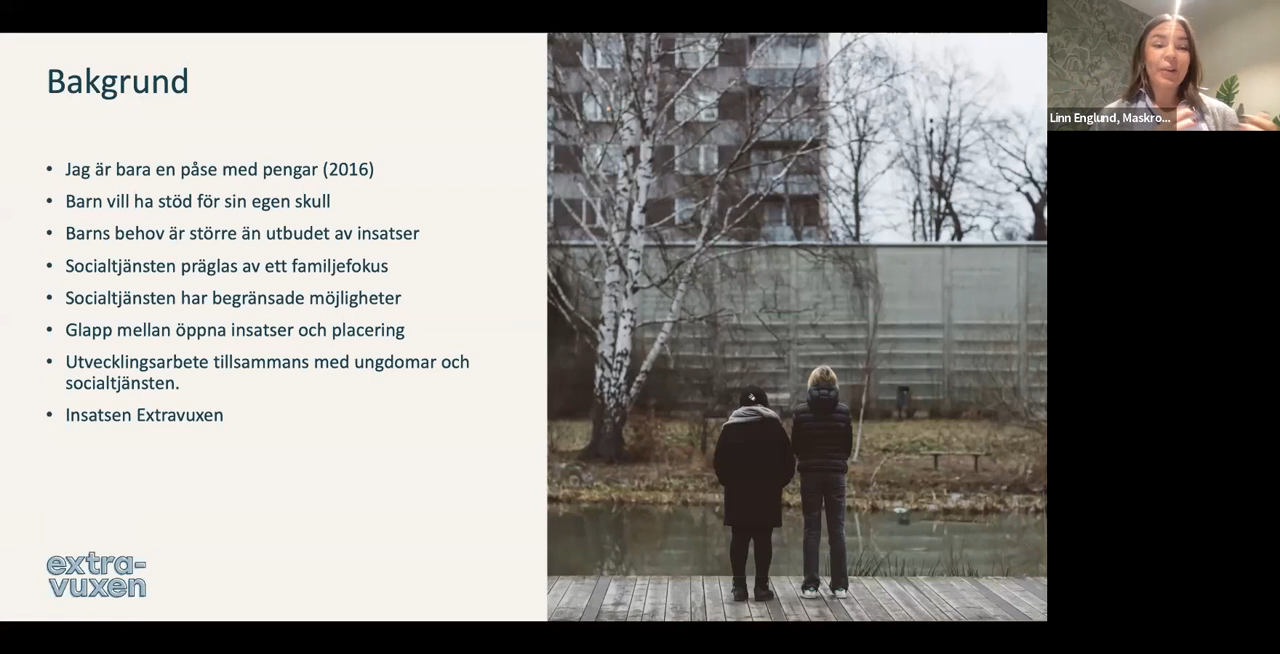 Bakgrund
• Jag är bara en påse med pengar (2016)
• Barn vill ha stöd för sin egen skull
• Barns behov är större än utbudet av insatser
• Socialtjänsten präglas av ett familjefokus
• Socialtjänsten har begränsade möjligheter
• Glapp mellan öppna insatser och placering
• Utvecklingsarbete tillsammans med ungdomar och
socialtjänsten.
• Insatsen Extravuxen
extra-
vuxen
Linn Englund, Maskro...